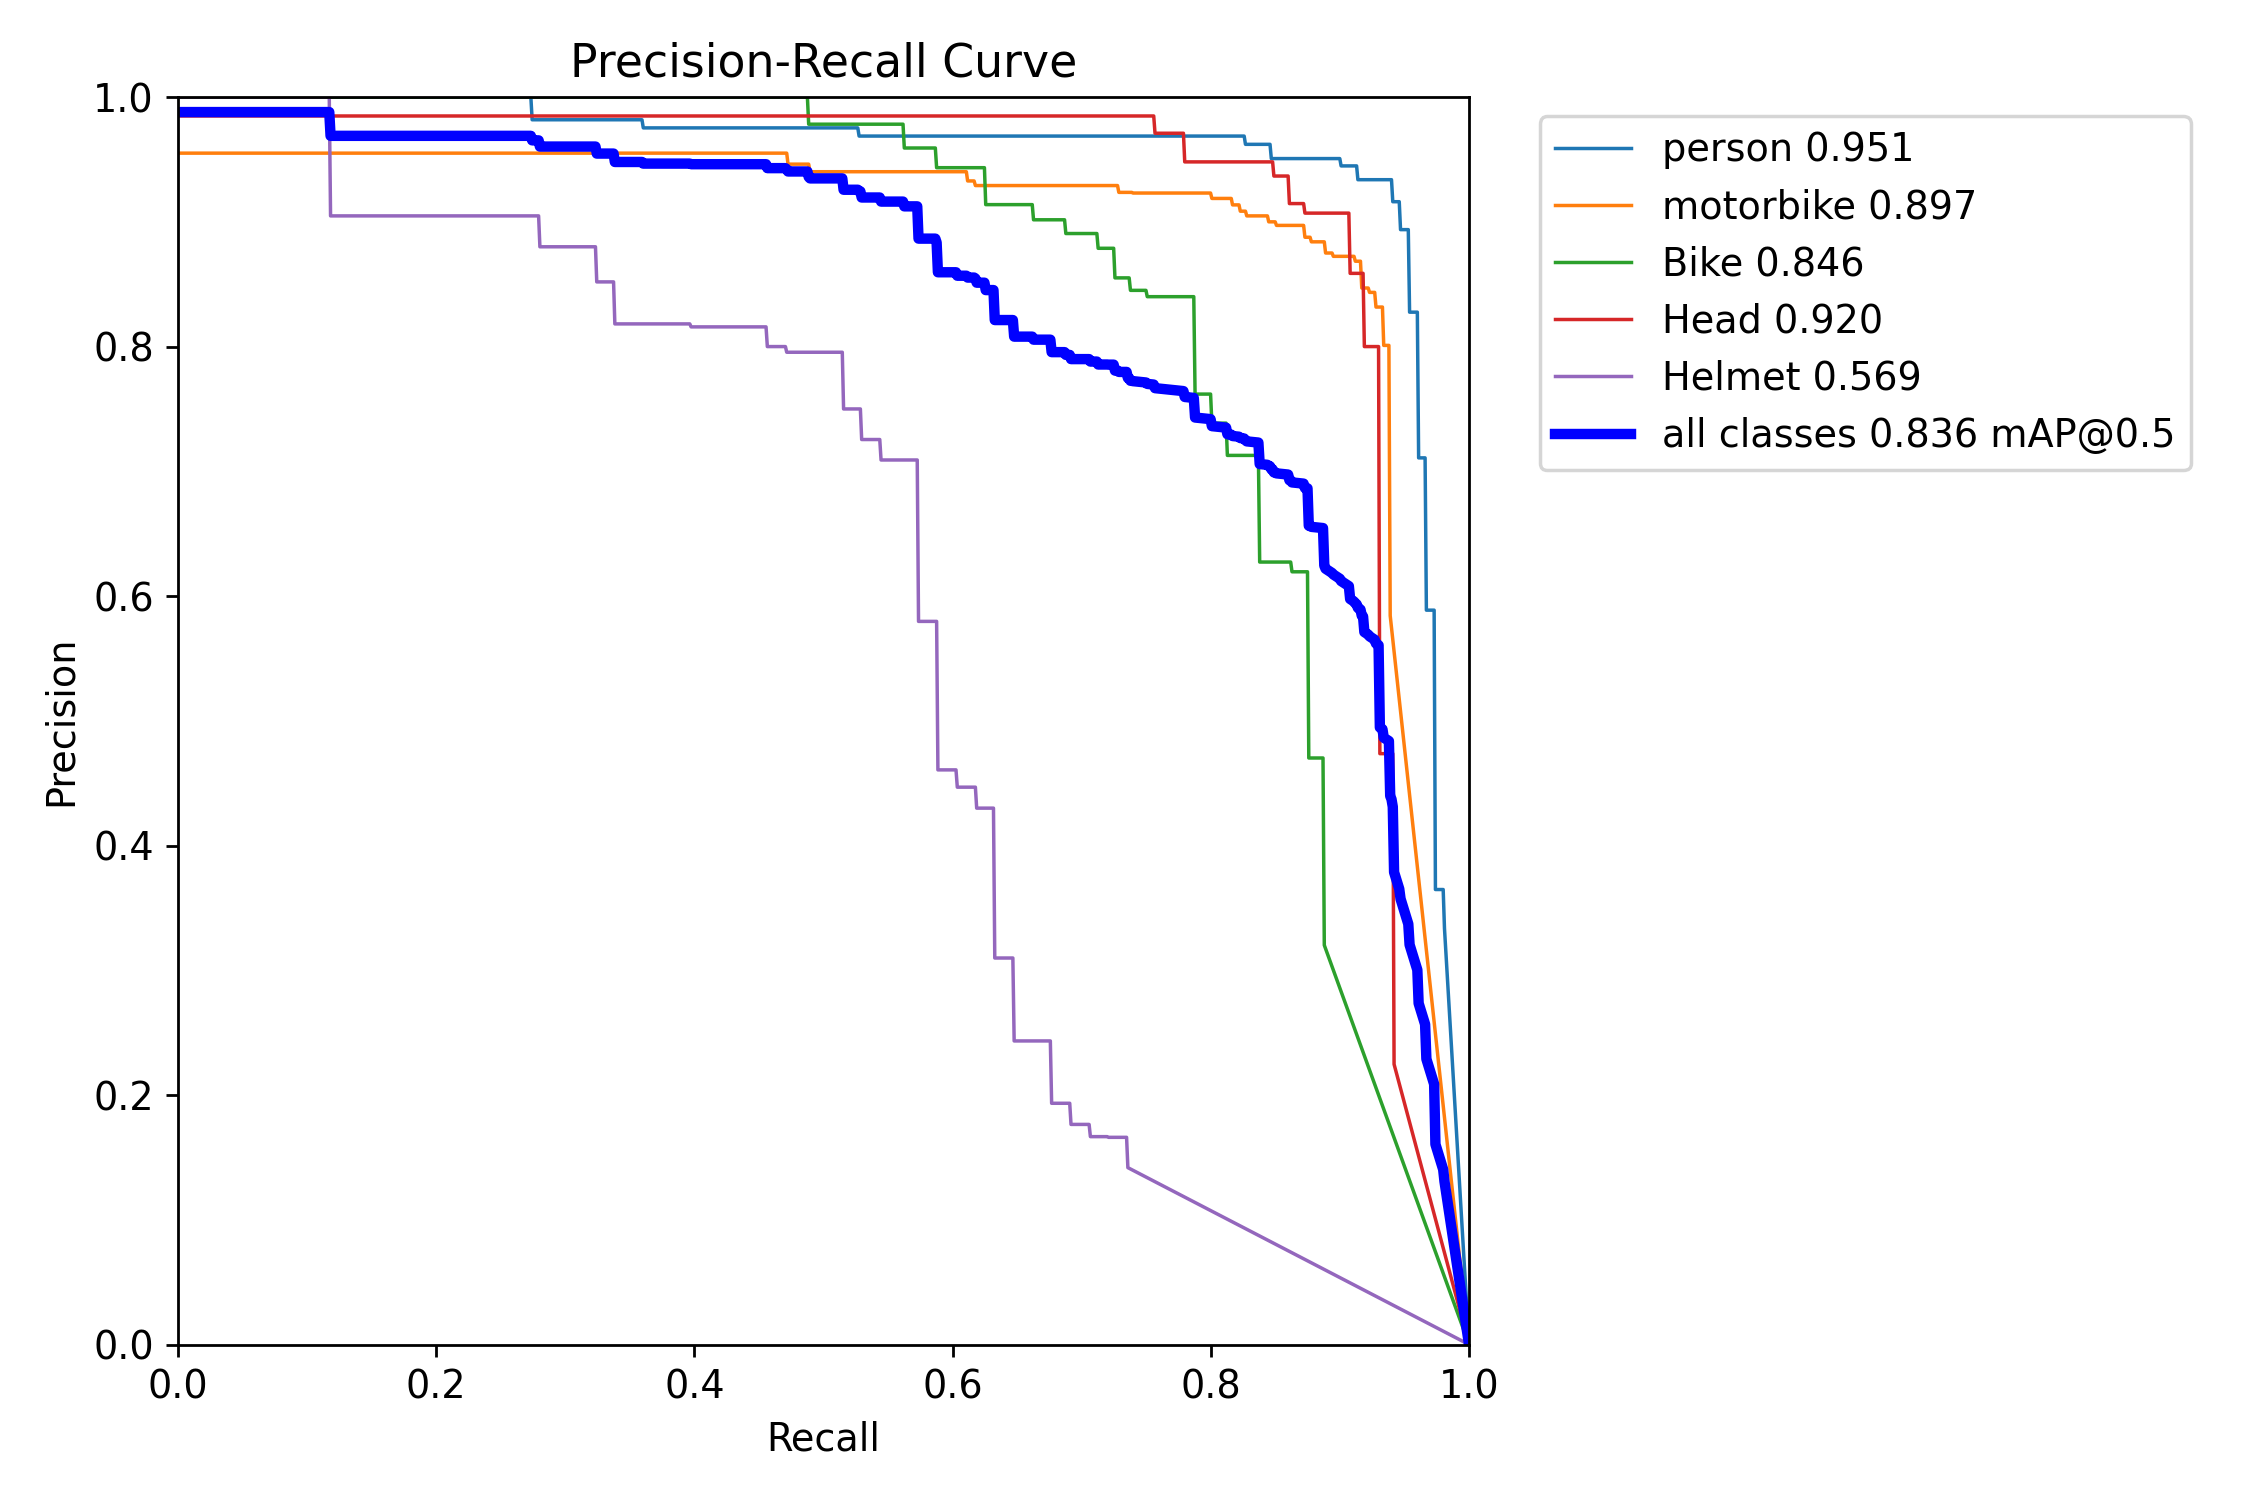 Precision-Recall Curve
1.0
0.8
0.6
0.4
0.2
0.0
Precision
0.0 0.2 0.4 0.6 0.8 1.0
Recall
person 0.951
motorbike 0.897
Bike 0.846
Head 0.920
Helmet 0.569
all classes 0.836 mAP@0.5